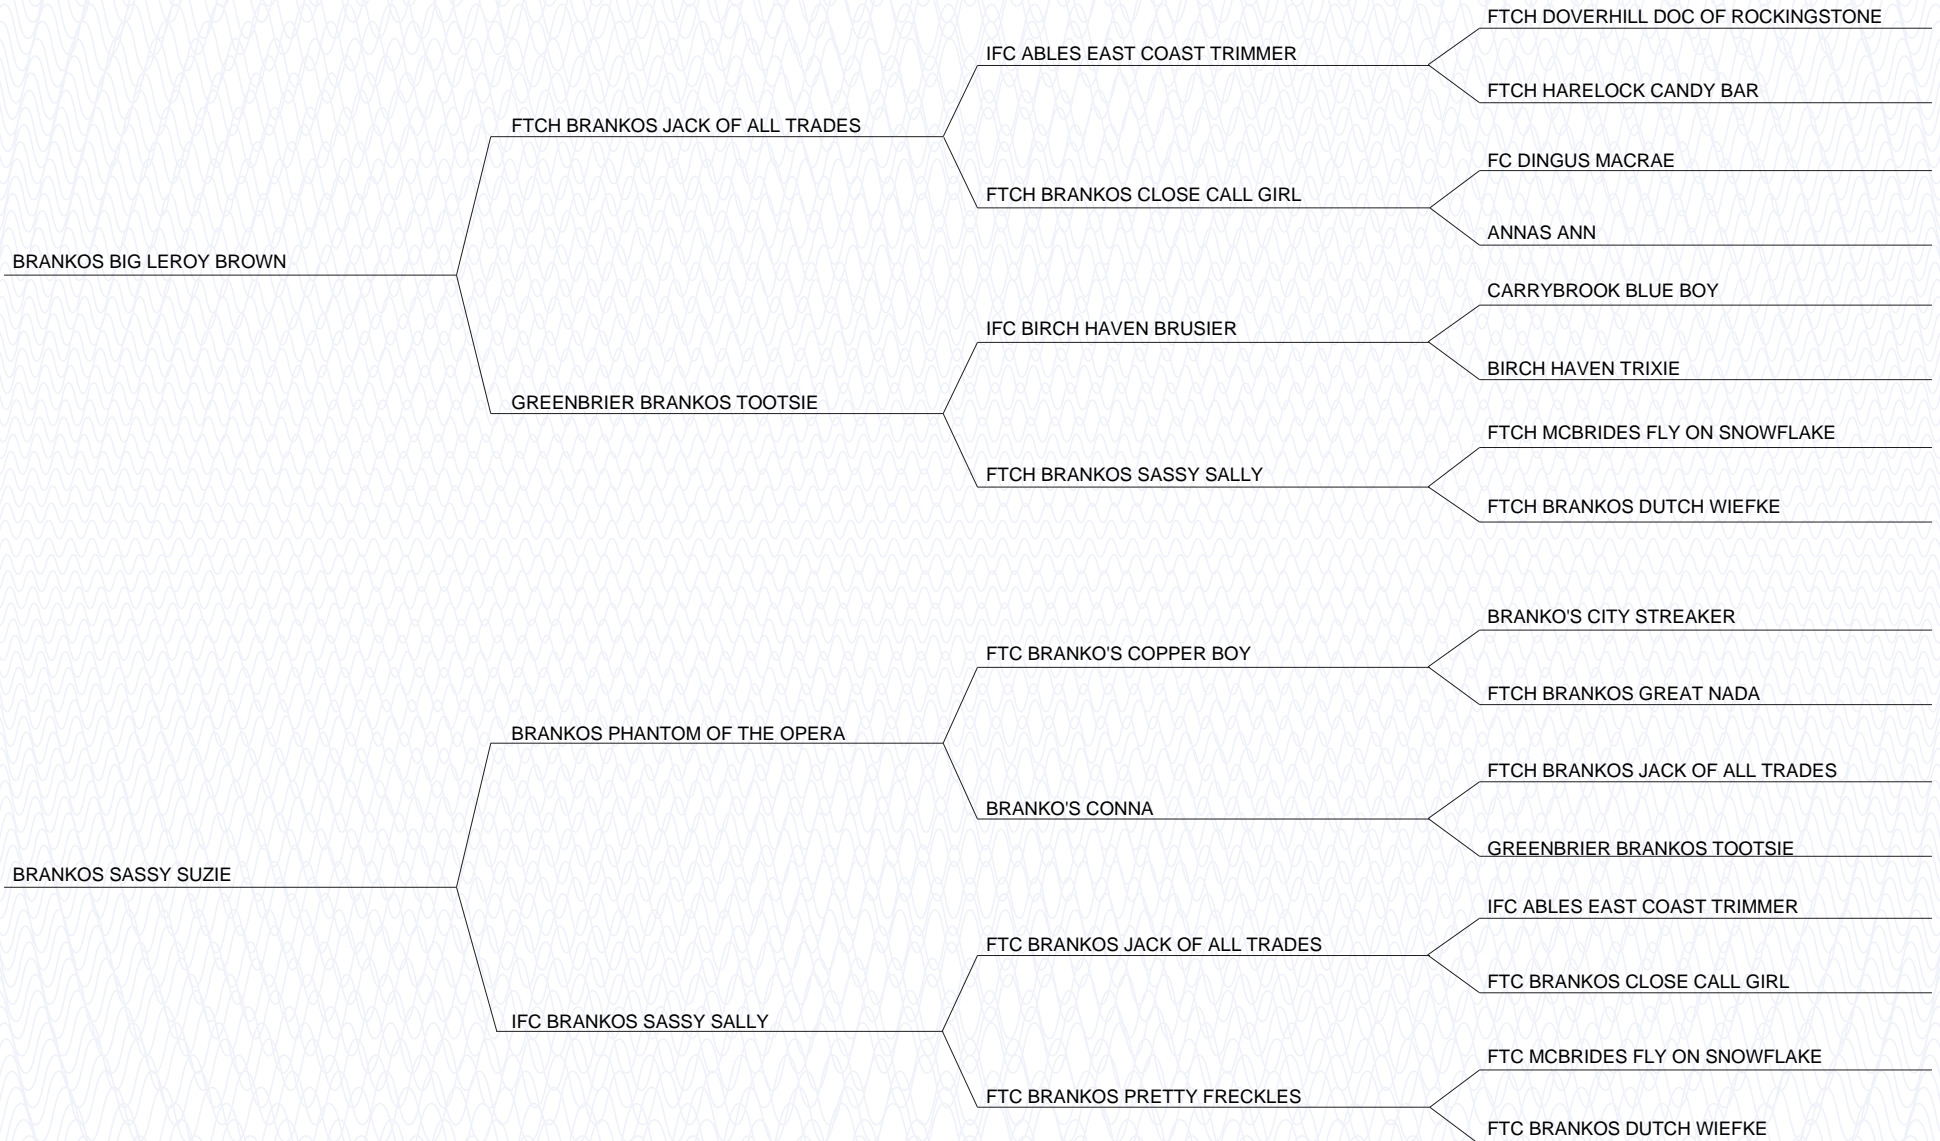 FTCH DOVERHILL DOC OF ROCKINGSTONE
IFC ABLES EAST COAST TRIMMER
FTCH HARELOCK CANDY BAR
FTCH BRANKOS JACK OF ALL TRADES
FC DINGUS MACRAE
FTCH BRANKOS CLOSE CALL GIRL
ANNAS ANN
BRANKOS BIG LEROY BROWN
CARRYBROOK BLUE BOY
IFC BIRCH HAVEN BRUSIER
BIRCH HAVEN TRIXIE
GREENBRIER BRANKOS TOOTSIE
FTCH MCBRIDES FLY ON SNOWFLAKE
FTCH BRANKOS SASSY SALLY
FTCH BRANKOS DUTCH WIEFKE
BRANKO'S CITY STREAKER
FTC BRANKO'S COPPER BOY
FTCH BRANKOS GREAT NADA
BRANKOS PHANTOM OF THE OPERA
FTCH BRANKOS JACK OF ALL TRADES
BRANKO'S CONNA
GREENBRIER BRANKOS TOOTSIE
BRANKOS SASSY SUZIE
IFC ABLES EAST COAST TRIMMER
FTC BRANKOS JACK OF ALL TRADES
FTC BRANKOS CLOSE CALL GIRL
IFC BRANKOS SASSY SALLY
FTC MCBRIDES FLY ON SNOWFLAKE
FTC BRANKOS PRETTY FRECKLES
FTC BRANKOS DUTCH WIEFKE